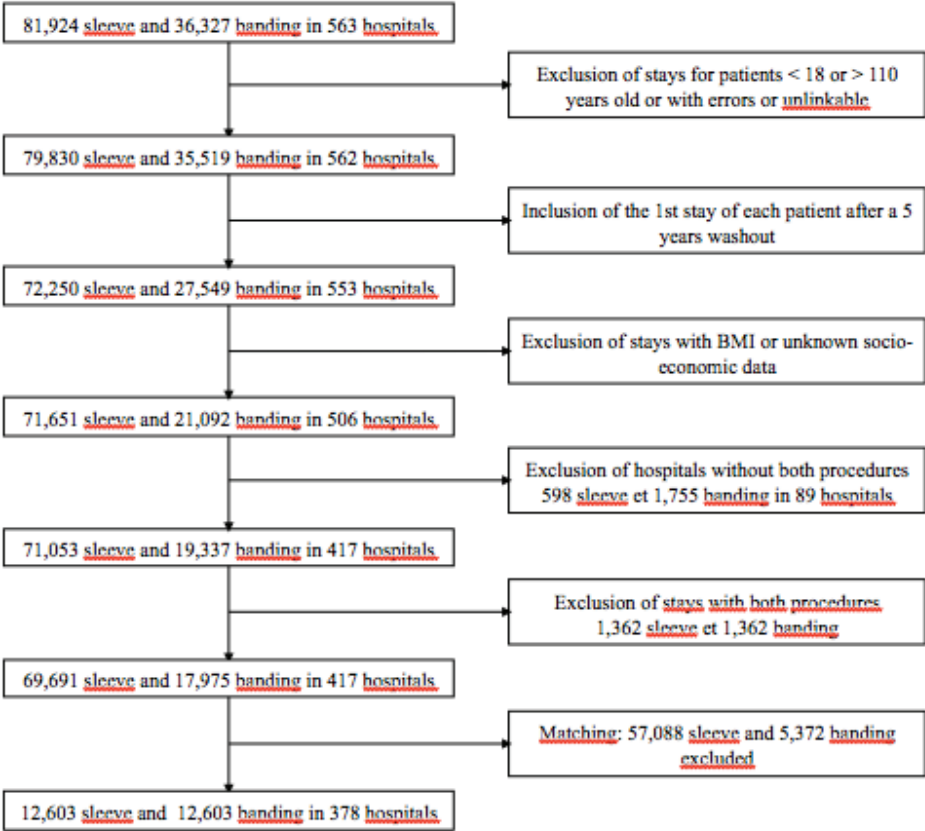 81,924 sleeve and 36,327 banding in 563 hospitals
Exclusion of stays for patients < 18 or > 110
years old or with errors or unlinkable
79,830 sleeve and 35,519 banding in 562 hospitals
Inclusion of the 1st stay of each patient after a 5
years washout
72,250 sleeve and 27,549 banding in 553 hospitals
Exclusion of stays with BMI or unknown socio-
economic data
71,651 sleeve and 21,092 banding in 506 hospitals
Exclusion of hospitals without both procedures
598 sleeve et 1,755 banding in 89 hospitals
71,053 sleeve and 19,337 banding in 417 hospitals
Exclusion of stays with both procedures
1,362 sleeve et 1,362 banding
69,691 sleeve and 17,975 banding in 417 hospitals
Matching: 57,088 sleeve and 5,372 banding
excluded
12,603 sleeve and 12,603 banding in 378 hospitals